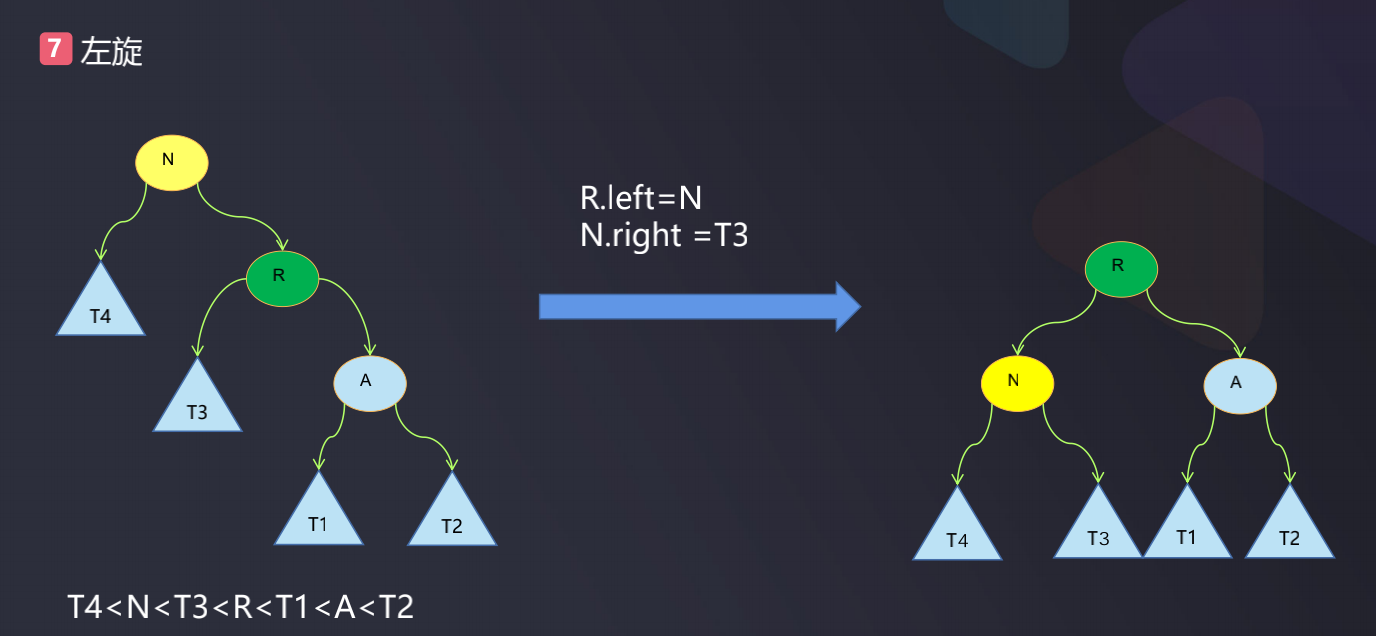 7 左旋
N
R.left=N
N.right =T3
R
R
T4
N
A
T3
A
T1
T2
T4
T3
T1
T2
T4<N<T3<R<T1<A<T2